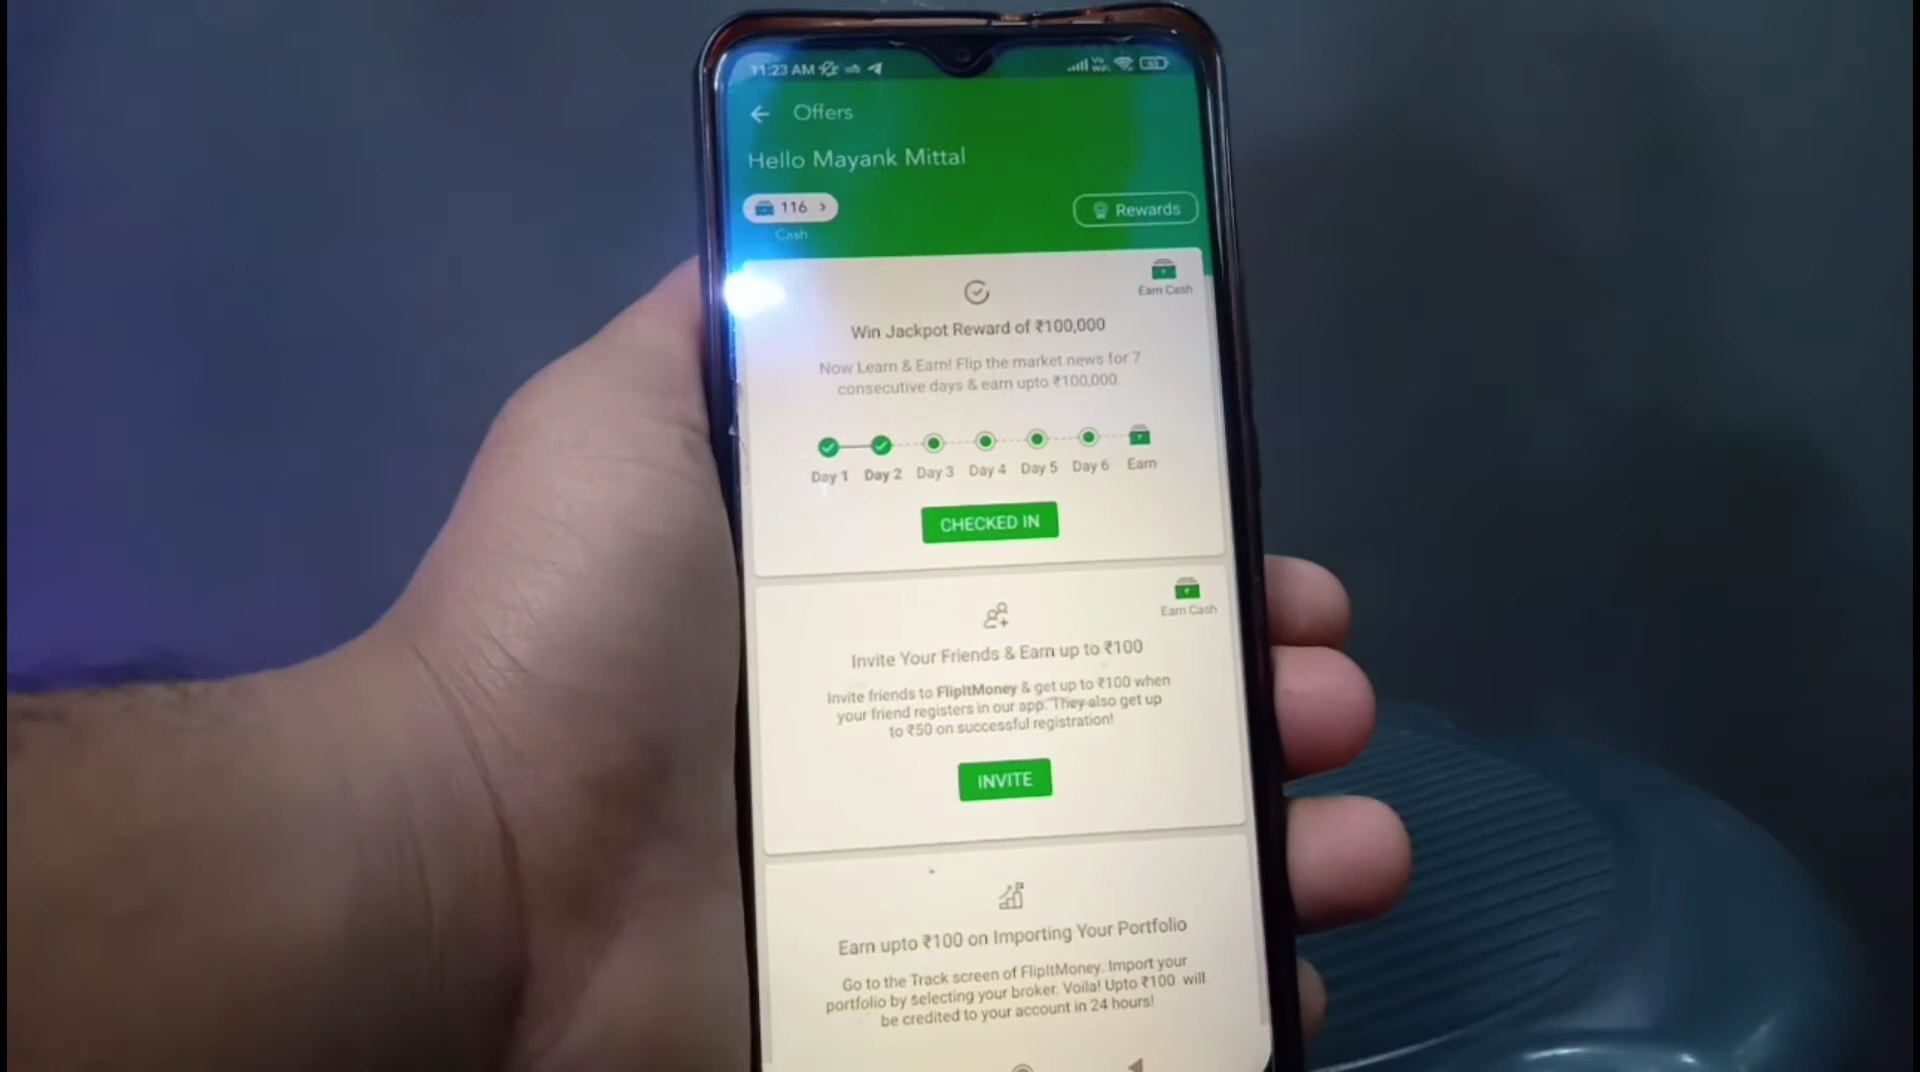 11:23 AM
Offers
Hello Mayank Mittal
116
Rewards
Cash
Earn Cash
Win Jackpot Reward of ₹100,000
Now Learn & Earn! Flip the market news for 7
consecutive days & earn upto ₹100,000.
Day 1 Day 2 Day 3 Day 4 Day 5 Day 6 Earn
CHECKED IN
Earn Cash
Invite Your Friends & Earn up to ₹100
Invite friends to FlipItMoney & get up to ₹100 when
your friend registers in our app. They also get up
to ₹50 on successful registration!
INVITE
Earn upto ₹100 on Importing Your Portfolio
Go to the Track screen of FlipItMoney. Import your
portfolio by selecting your broker. Voila! Upto ₹100 will
be credited to your account in 24 hours!